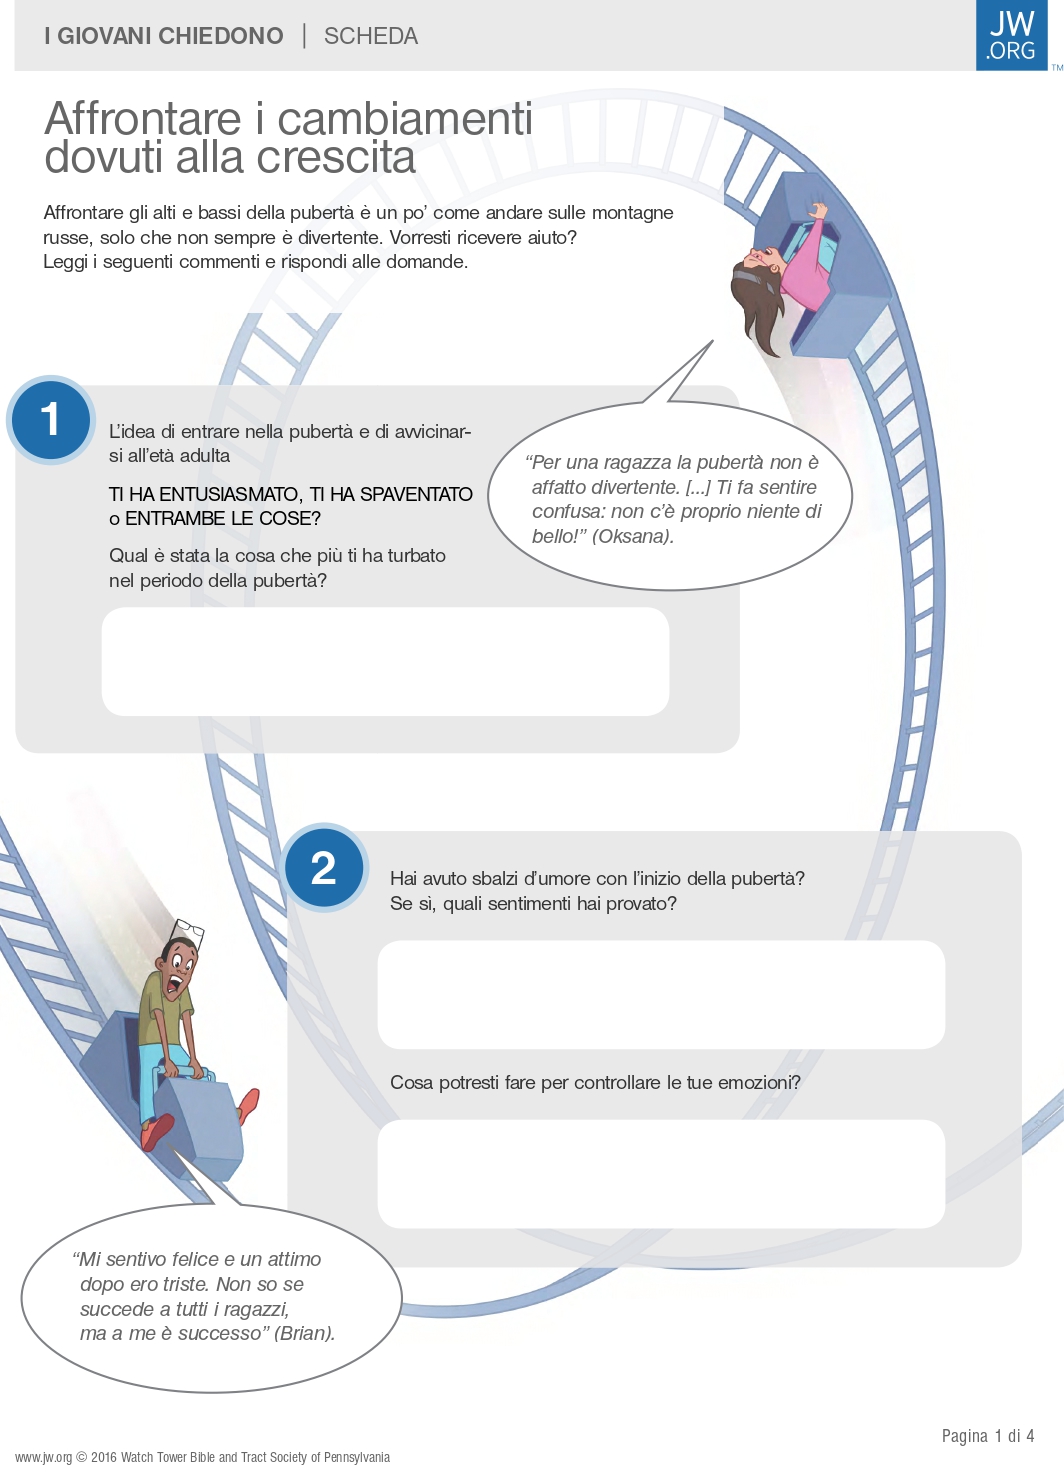 I GIOVANI CHIEDONO | SCHEDA
JW
.ORG
TM
Affrontare i cambiamenti
dovuti alla crescita
Affrontare gli alti e bassi della pubertà è un po’ come andare sulle montagne
russe, solo che non sempre è divertente. Vorresti ricevere aiuto?
Leggi i seguenti commenti e rispondi alle domande.
1
L’idea di entrare nella pubertà e di avvicinar-
si all’età adulta
TI HA ENTUSIASMATO, TI HA SPAVENTATO
o ENTRAMBE LE COSE?
Qual è stata la cosa che più ti ha turbato
nel periodo della pubertà?
“Per una ragazza la pubertà non è
affatto divertente. [...] Ti fa sentire
confusa: non c’è proprio niente di
bello!” (Oksana).
2
Hai avuto sbalzi d’umore con l’inizio della pubertà?
Se sì, quali sentimenti hai provato?
Cosa potresti fare per controllare le tue emozioni?
“Mi sentivo felice e un attimo
dopo ero triste. Non so se
succede a tutti i ragazzi,
ma a me è successo” (Brian).
Pagina 1 di 4
www.jw.org © 2016 Watch Tower Bible and Tract Society of Pennsylvania